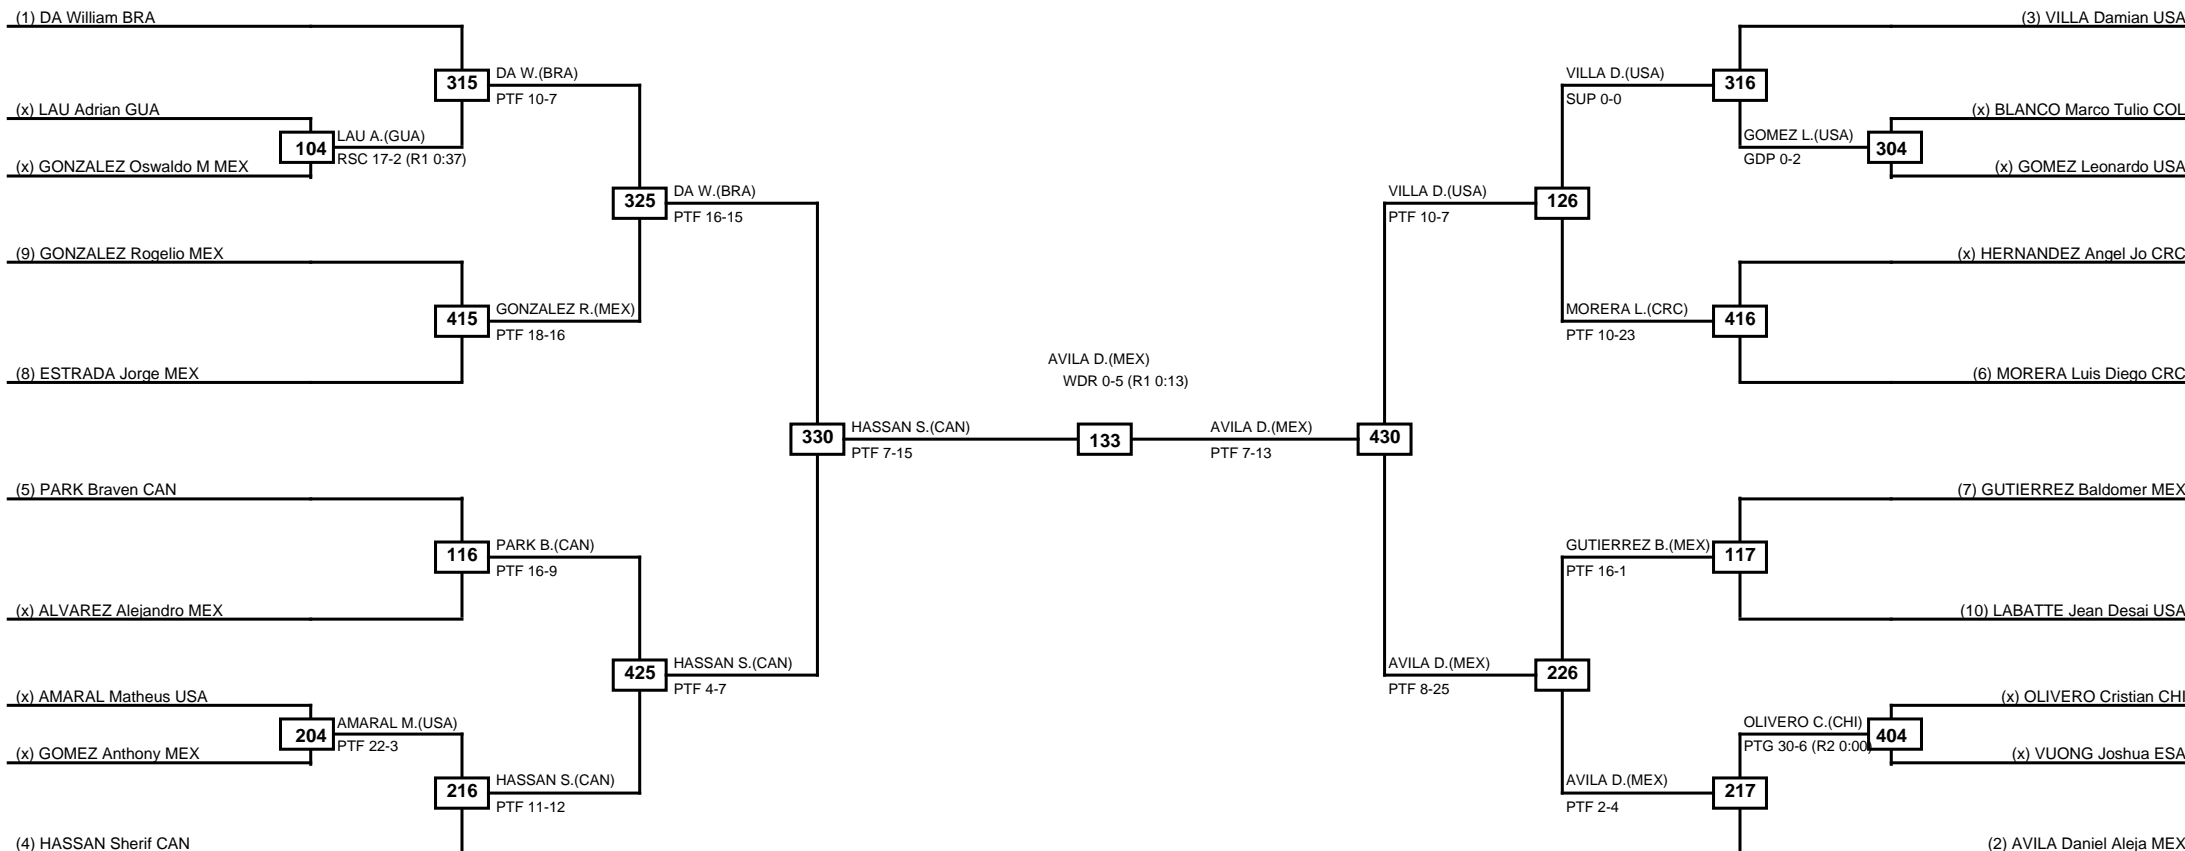 (1) DA William BRA
(3) VILLA Damian USA
315
DA W.(BRA)
PTF 10-7
VILLA D.(USA)
SUP 0-0
316
(x) LAU Adrian GUA
(x) BLANCO Marco Tulio COL
104
LAU A.(GUA)
RSC 17-2 (R1 0:37)
GOMEZ L.(USA)
GDP 0-2
304
(x) GONZALEZ Oswaldo M MEX
(x) GOMEZ Leonardo USA
325
DA W.(BRA)
PTF 16-15
VILLA D.(USA)
PTF 10-7
126
(9) GONZALEZ Rogelio MEX
(x) HERNANDEZ Angel Jo CRC
415
GONZALEZ R.(MEX)
PTF 18-16
MORERA L.(CRC)
PTF 10-23
416
(8) ESTRADA Jorge MEX
(6) MORERA Luis Diego CRC
AVILA D.(MEX)
WDR 0-5 (R1 0:13)
330
HASSAN S.(CAN)
PTF 7-15
133
AVILA D.(MEX)
PTF 7-13
430
(5) PARK Braven CAN
(7) GUTIERREZ Baldomer MEX
116
PARK B.(CAN)
PTF 16-9
GUTIERREZ B.(MEX)
PTF 16-1
117
(x) ALVAREZ Alejandro MEX
(10) LABATTE Jean Desai USA
425
HASSAN S.(CAN)
PTF 4-7
AVILA D.(MEX)
PTF 8-25
226
(x) AMARAL Matheus USA
(x) OLIVERO Cristian CHI
204
AMARAL M.(USA)
PTF 22-3
OLIVERO C.(CHI)
PTG 30-6 (R2 0:00)
404
(x) GOMEZ Anthony MEX
(x) VUONG Joshua ESA
216
HASSAN S.(CAN)
PTF 11-12
AVILA D.(MEX)
PTF 2-4
217
(4) HASSAN Sherif CAN
(2) AVILA Daniel Aleja MEX